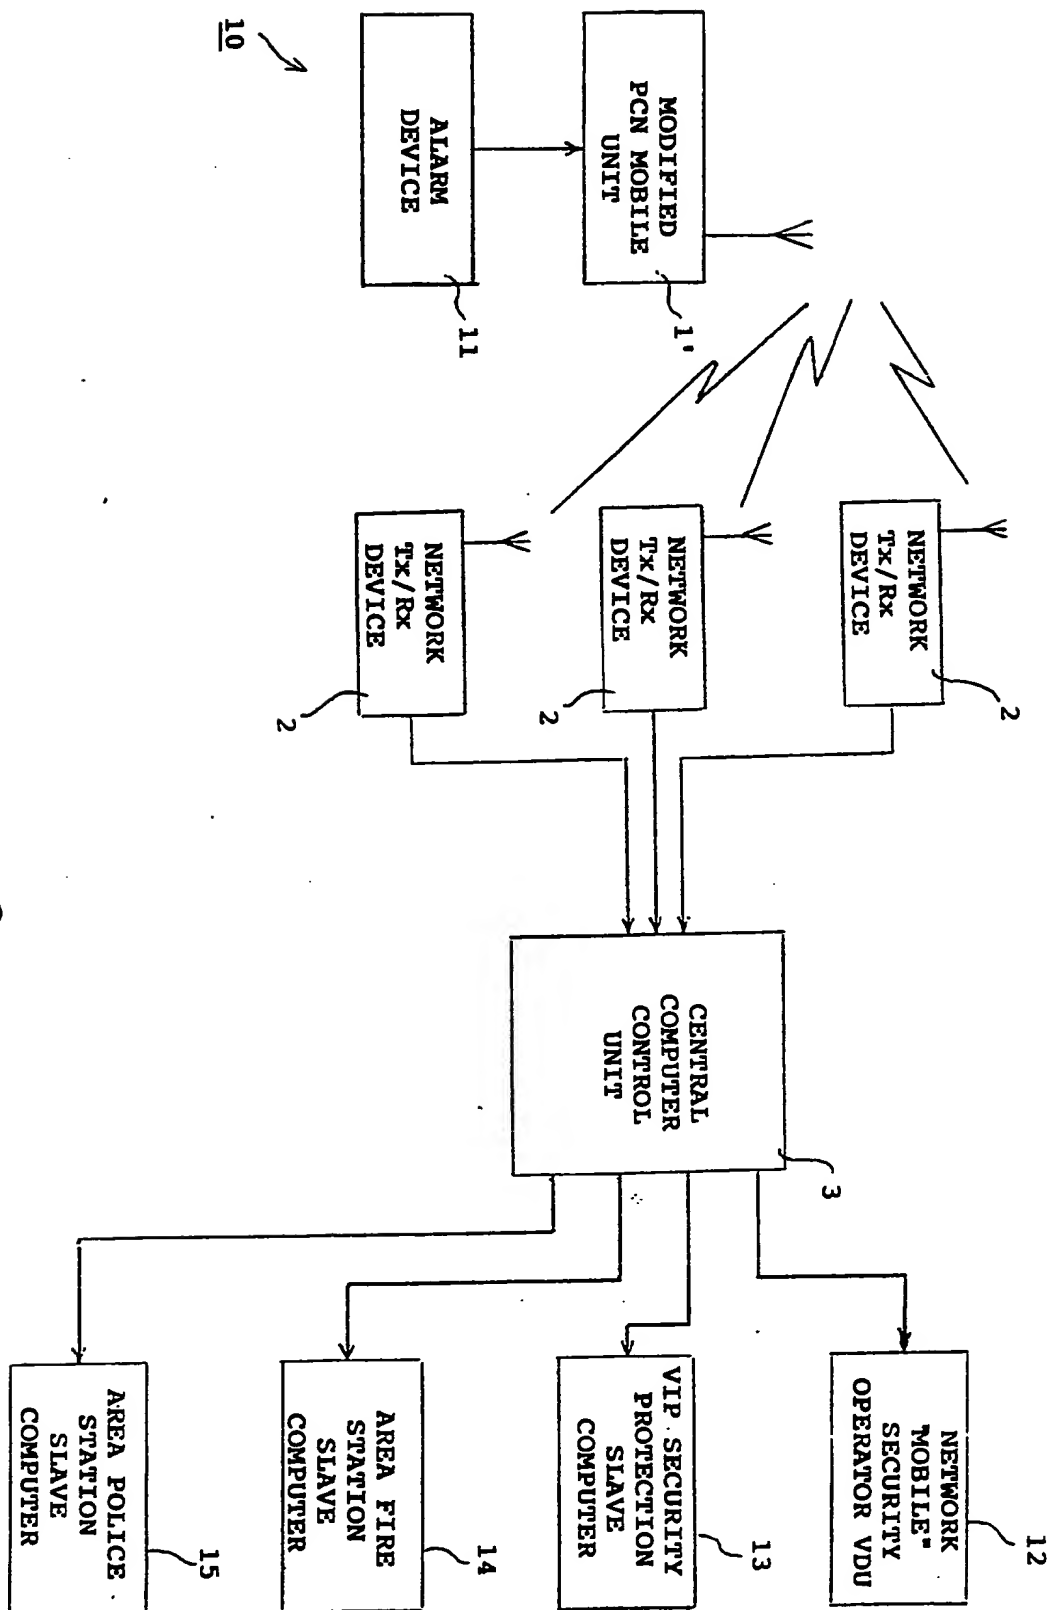 10
ALARM
DEVICE
11
MODIFIED
PCN MOBILE
UNIT
1'
NETWORK
Tx/Rx
DEVICE
2
NETWORK
Tx/Rx
DEVICE
2
NETWORK
Tx/Rx
DEVICE
2
CENTRAL
COMPUTER
CONTROL
UNIT
3
NETWORK
"MOBILE"
SECURITY
OPERATOR VDU
12
VIP SECURITY
PROTECTION
SLAVE
COMPUTER
13
AREA FIRE
STATION
SLAVE
COMPUTER
14
AREA POLICE
STATION
SLAVE
COMPUTER
15